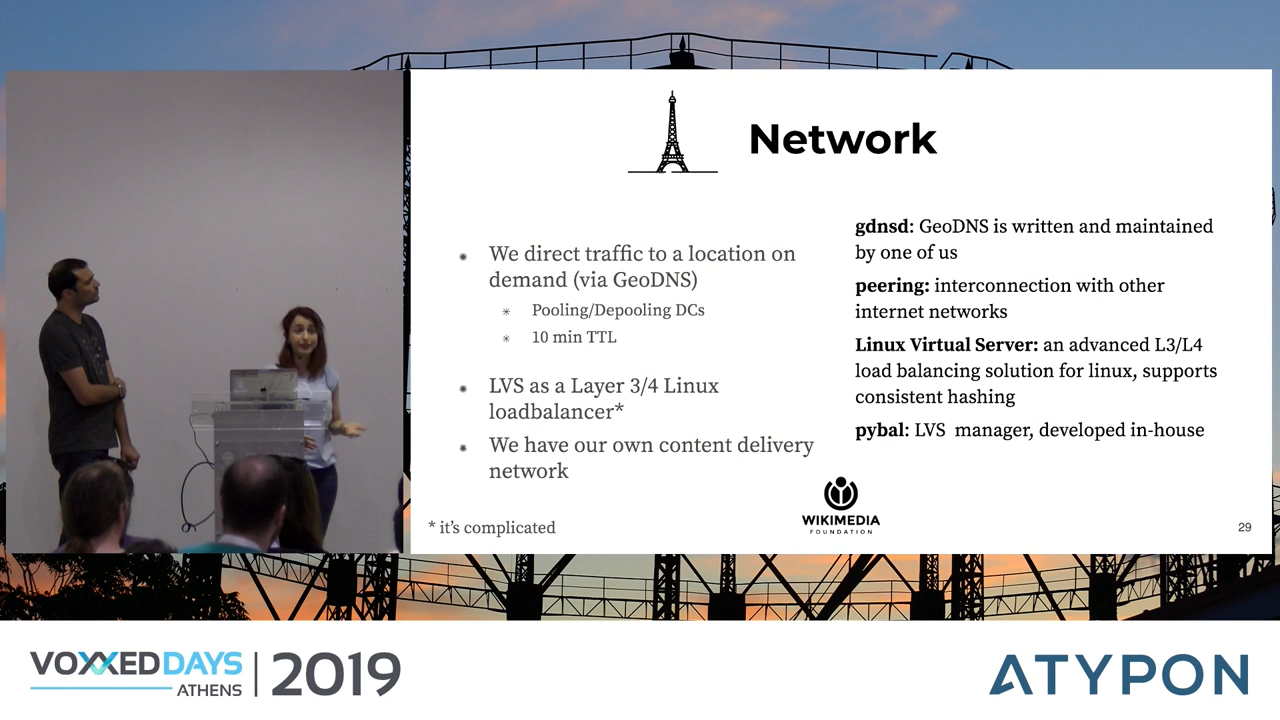 Network
We direct traffic to a location on
demand (via GeoDNS)
Pooling/Depooling DCs
10 min TTL
LVS as a Layer 3/4 Linux
loadbalancer*
We have our own content delivery
network
* it's complicated
gdnsd: GeoDNS is written and maintained
by one of us
peering: interconnection with other
internet networks
Linux Virtual Server: an advanced L3/L4
load balancing solution for linux, supports
consistent hashing
pybal: LVS manager, developed in-house
WIKIMEDIA
FOUNDATION
29
VOXXED DAYS
ATHENS
2019
ATYPON